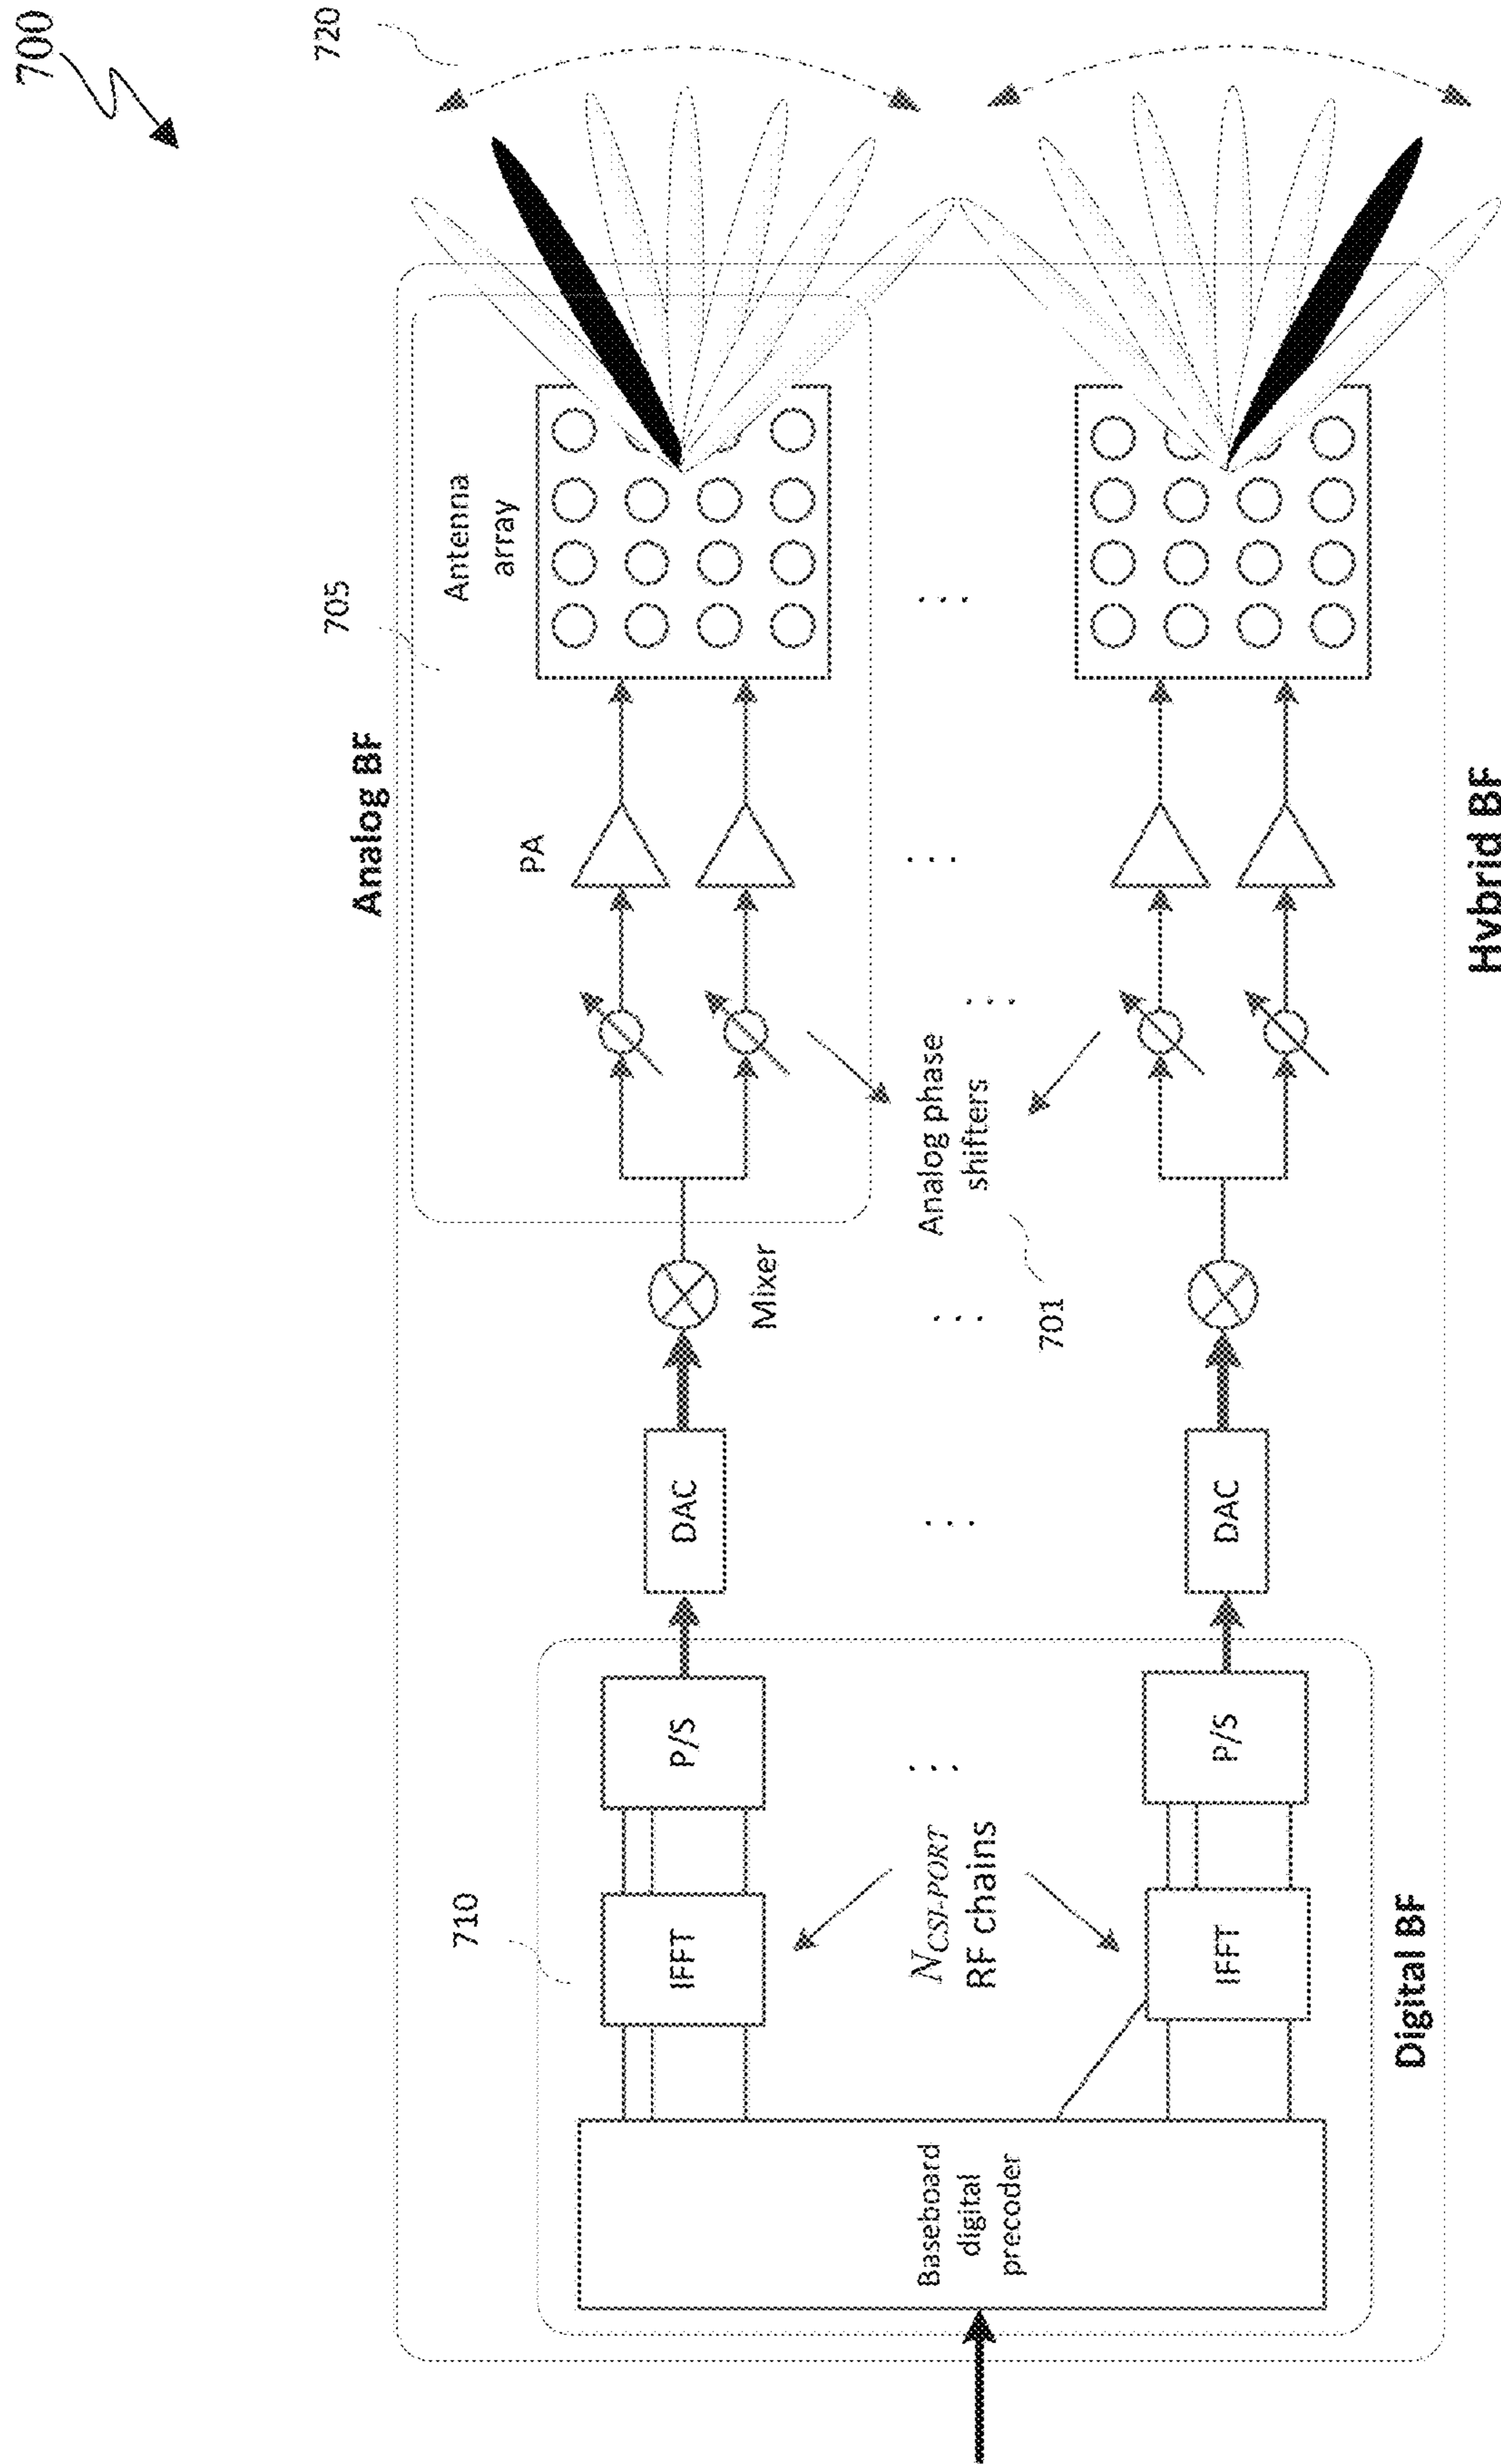 700
720
705
Analog BF
Antenna
array
PA
Analog phase
shifters
701
Mixer
DAC
DAC
710
P/S
P/S
IFFT
IFFT
N_CSI-PORT
RF chains
Baseboard
digital
precoder
Digital BF
Hybrid BF